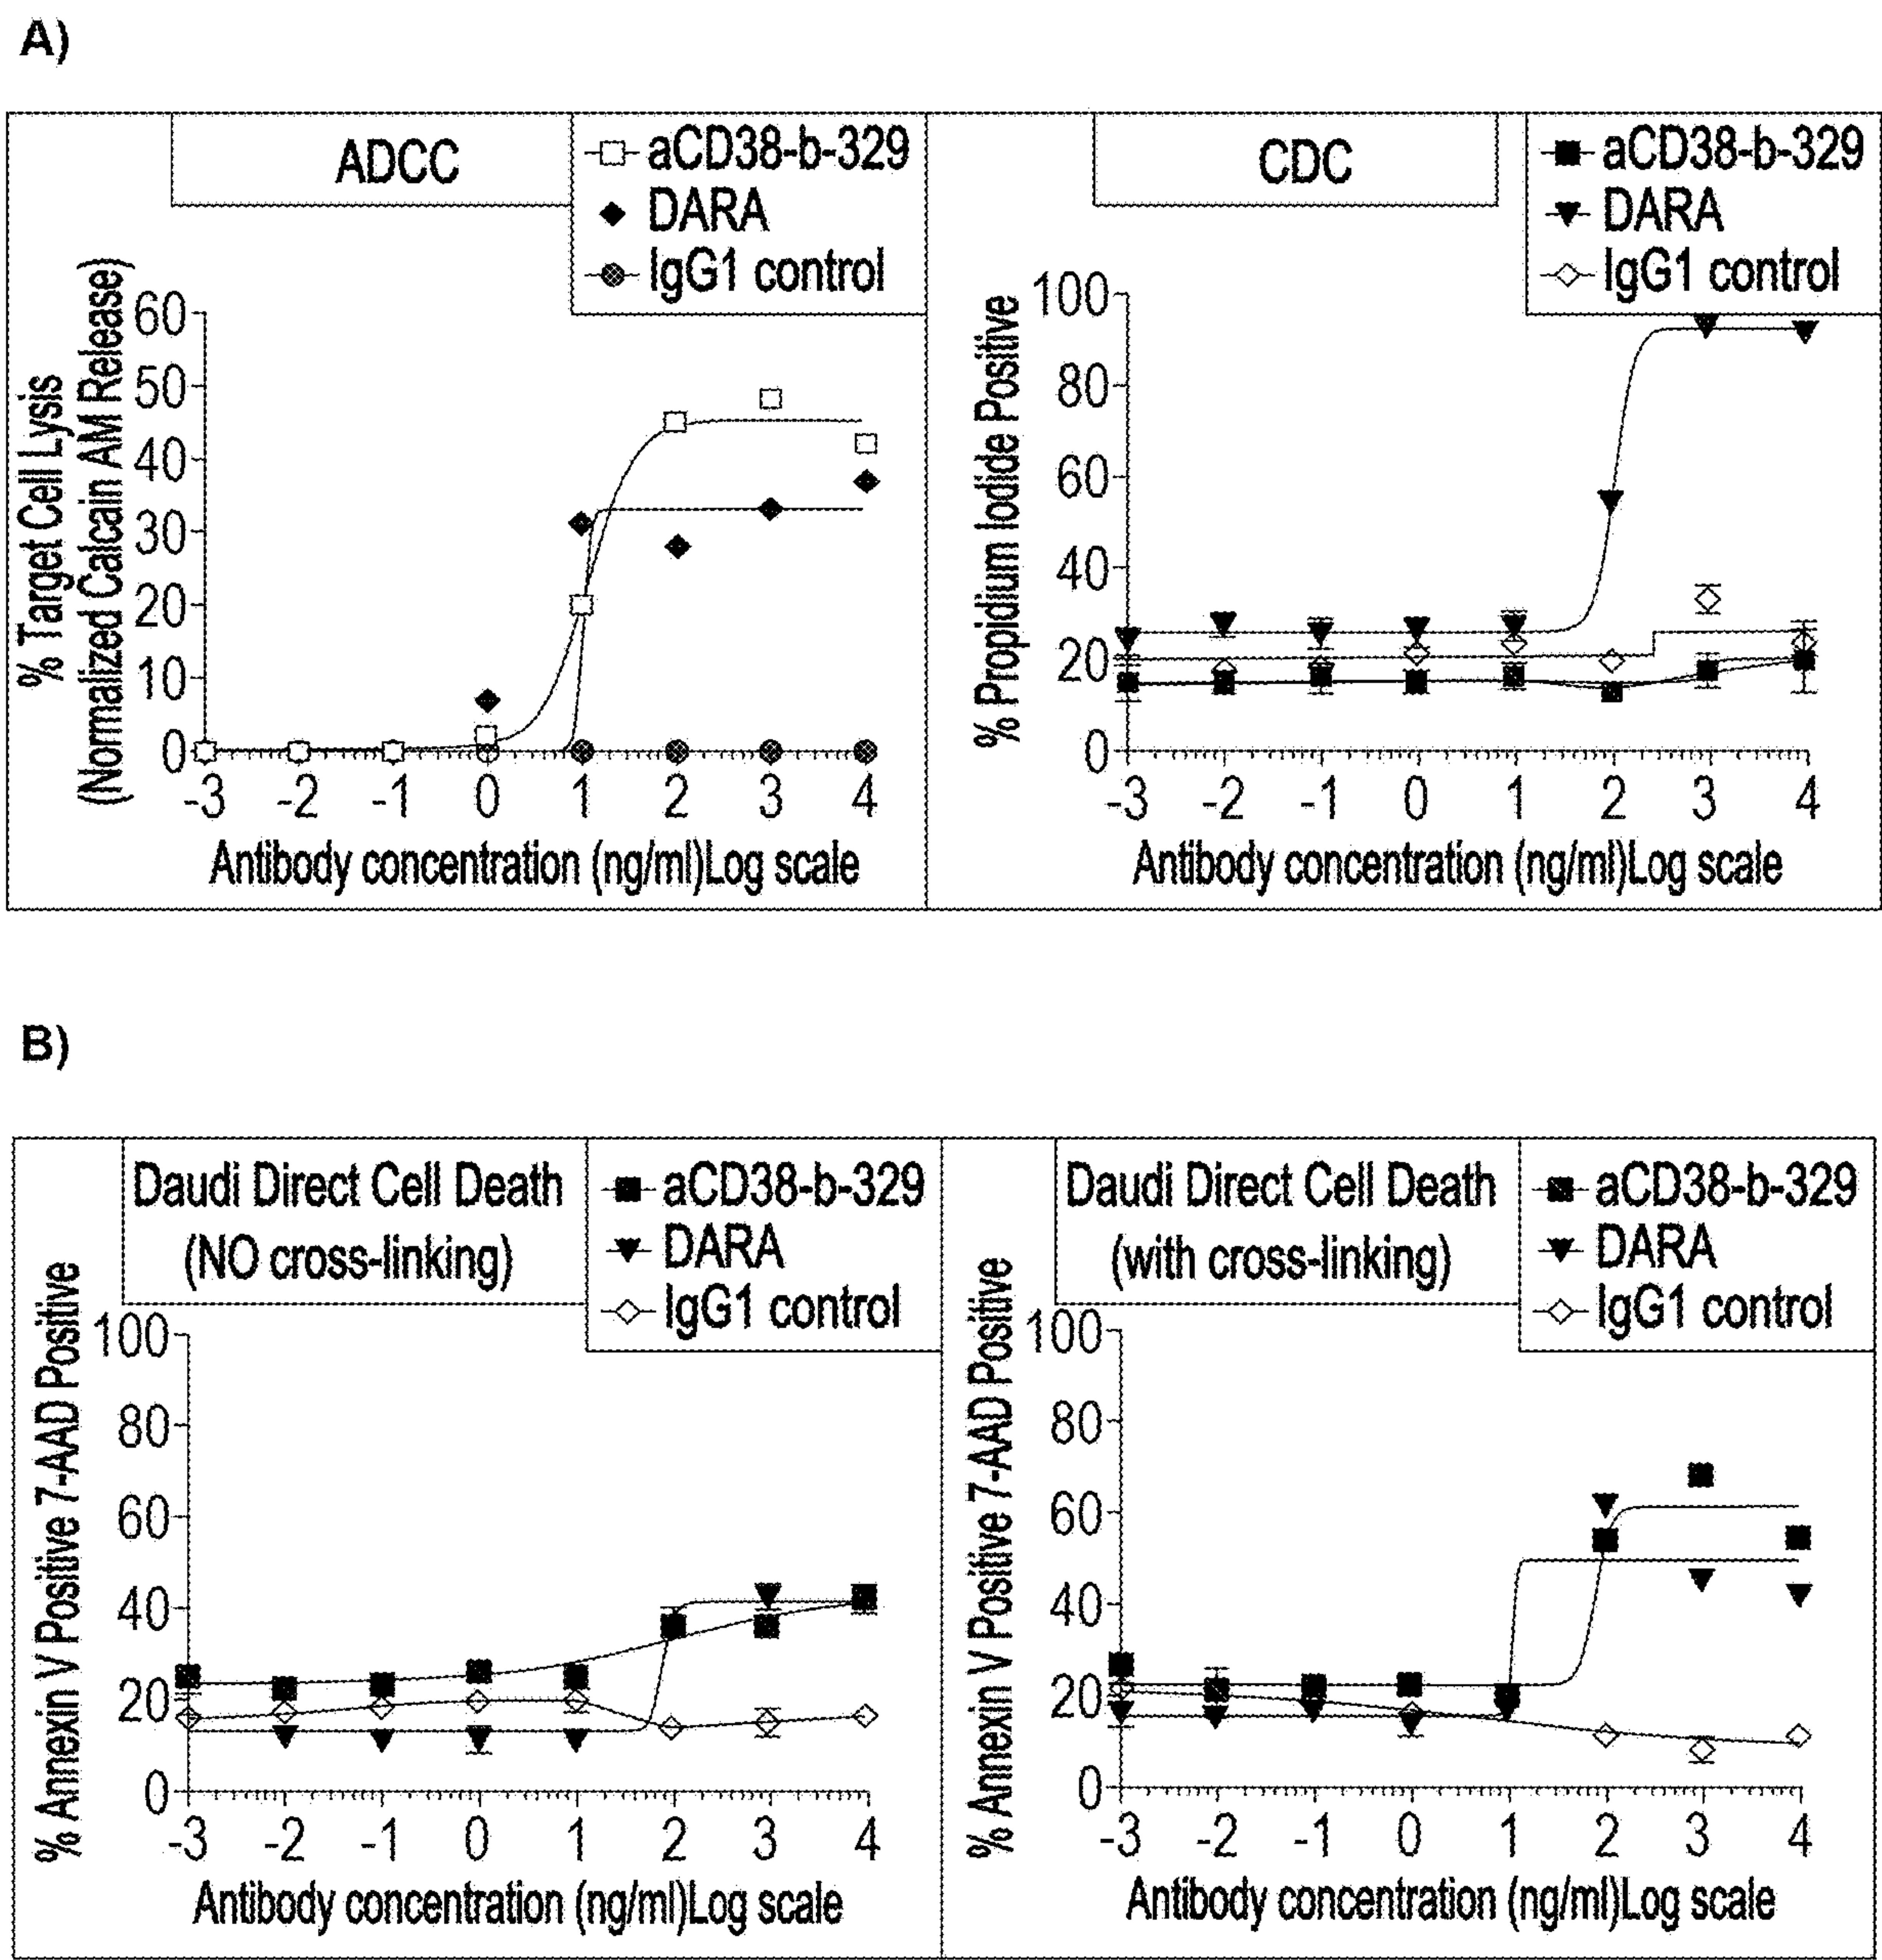 A)
ADCC
aCD38-b-329
DARA
IgG1 control
% Target Cell Lysis
(Normalized Calcain AM Release)
60
50
40
30
20
10
0
-3 -2 -1 0 1 2 3 4
Antibody concentration (ng/ml)Log scale
CDC
aCD38-b-329
DARA
IgG1 control
% Propidium Iodide Positive
100
80
60
40
20
0
-3 -2 -1 0 1 2 3 4
Antibody concentration (ng/ml)Log scale
B)
Daudi Direct Cell Death
(NO cross-linking)
aCD38-b-329
DARA
IgG1 control
% Annexin V Positive 7-AAD Positive
100
80
60
40
20
0
-3 -2 -1 0 1 2 3 4
Antibody concentration (ng/ml)Log scale
Daudi Direct Cell Death
(with cross-linking)
aCD38-b-329
DARA
IgG1 control
% Annexin V Positive 7-AAD Positive
100
80
60
40
20
0
-3 -2 -1 0 1 2 3 4
Antibody concentration (ng/ml)Log scale